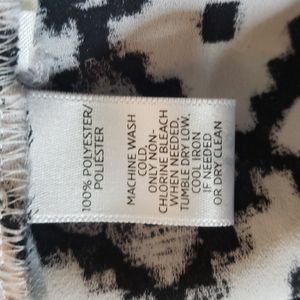 100% POLYESTER/
POLYESTER
MACHINE WASH
COLD,
ONLY NON-
CHLORINE BLEACH
WHEN NEEDED,
TUMBLE DRY LOW,
COOL IRON
IF NEEDED
OR DRY CLEAN